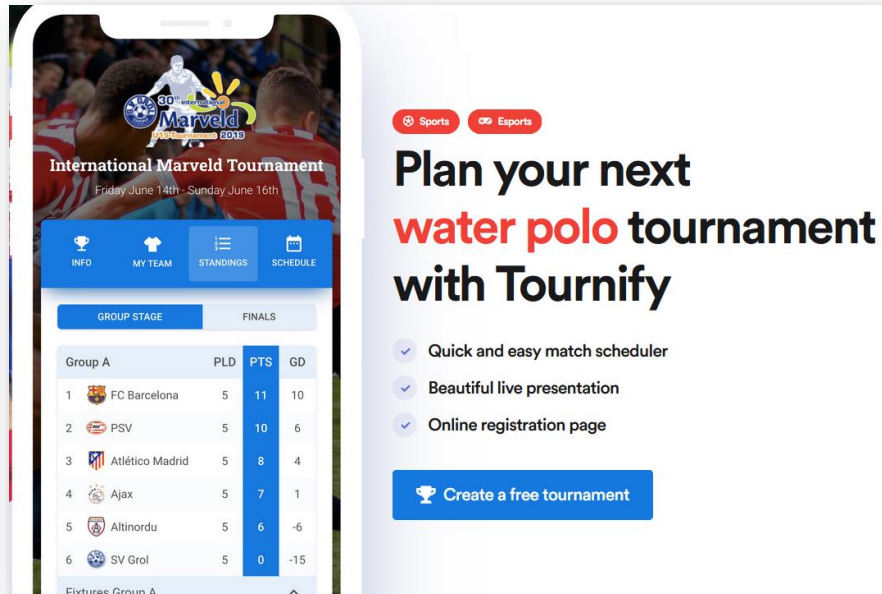 30th international
Marveld
U19 Tournament 2019
International Marveld Tournament
Friday June 14th - Sunday June 16th
INFO
MY TEAM
STANDINGS
SCHEDULE
GROUP STAGE
FINALS
Group A PLD PTS GD
1 FC Barcelona 5 11 10
2 PSV 5 10 6
3 Atlético Madrid 5 8 4
4 Ajax 5 7 1
5 Altinordu 5 6 -6
6 SV Grol 5 0 -15
Fixtures Group A
Sports
Esports
Plan your next
water polo tournament
with Tournify
Quick and easy match scheduler
Beautiful live presentation
Online registration page
Create a free tournament